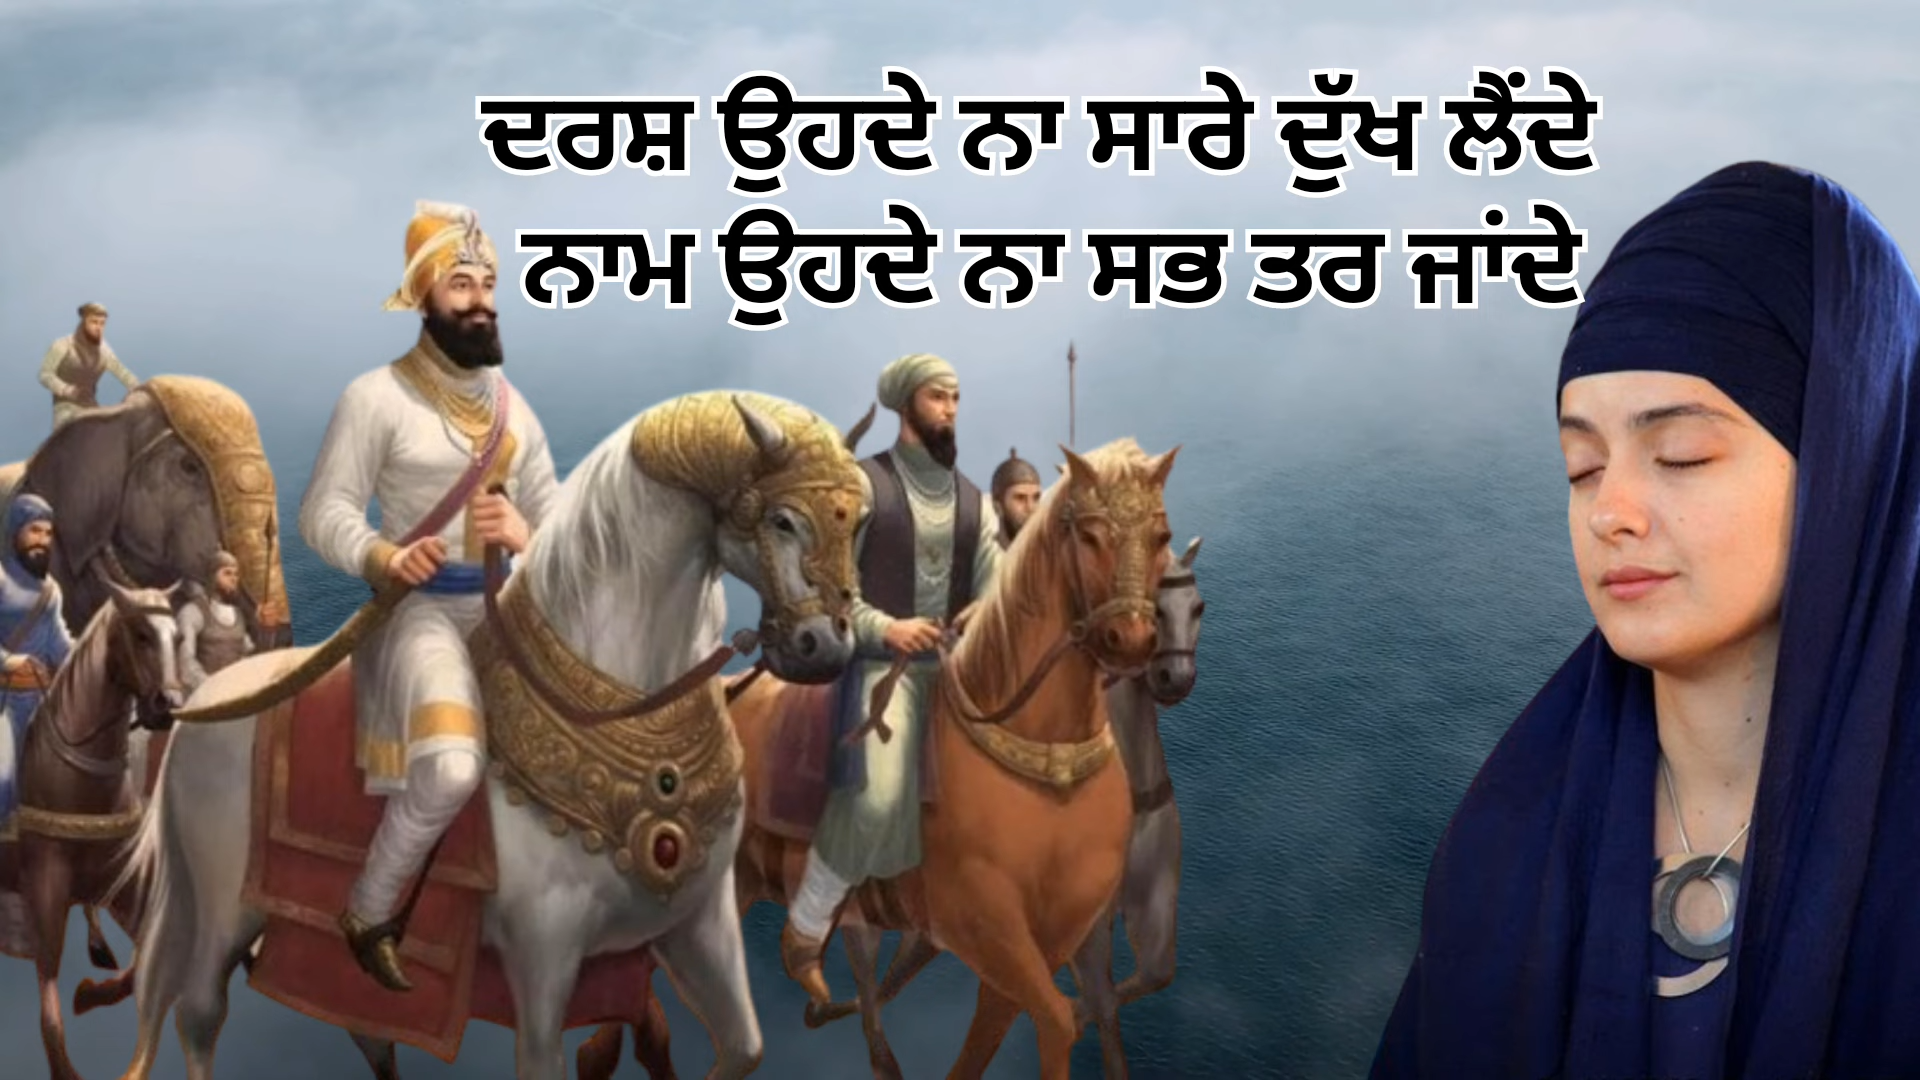 ਦਰਸ਼ ਉਹਦੇ ਨਾ ਸਾਰੇ ਦੁੱਖ ਲੈਂਦੇ
ਨਾਮ ਉਹਦੇ ਨਾ ਸਭ ਤਰ ਜਾਂਦੇ